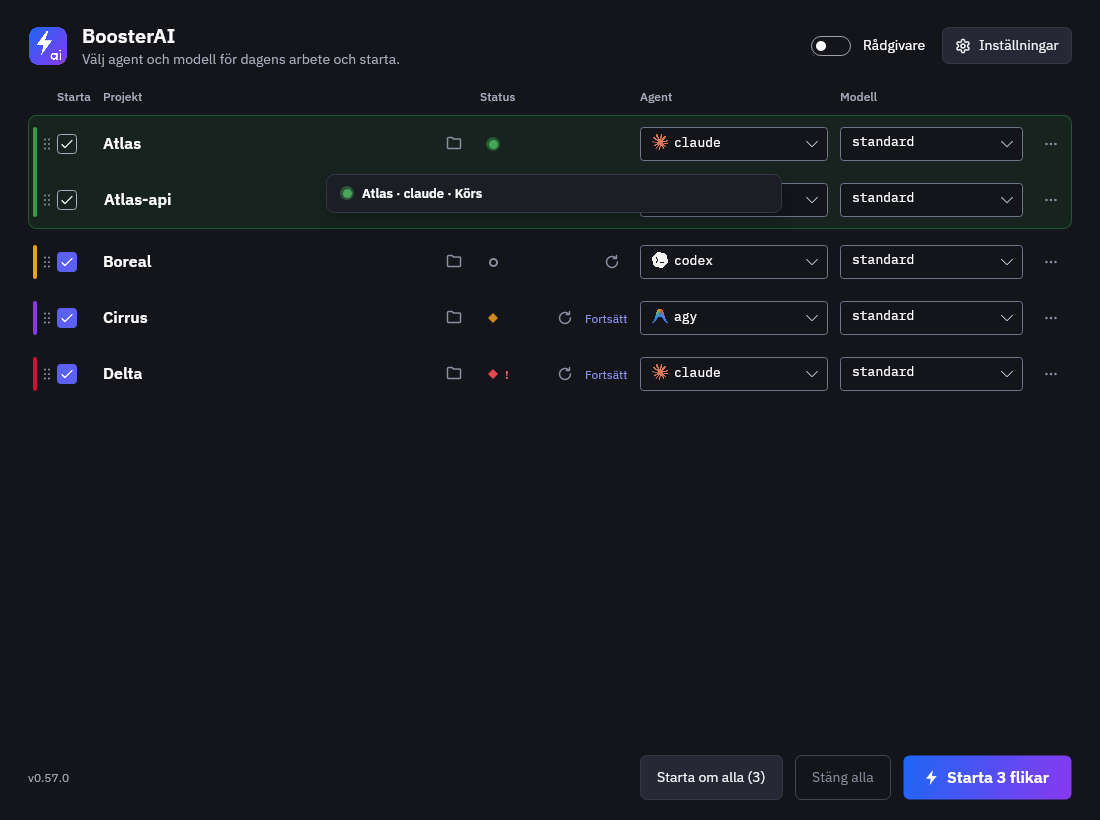 ai
BoosterAI
Välj agent och modell för dagens arbete och starta.
Rådgivare
Inställningar
Starta Projekt Status Agent Modell
Atlas claude standard
Atlas · claude · Körs
Atlas-api standard
Boreal codex standard
Cirrus Fortsätt agy standard
Delta ! Fortsätt claude standard
v0.57.0
Starta om alla (3)
Stäng alla
Starta 3 flikar